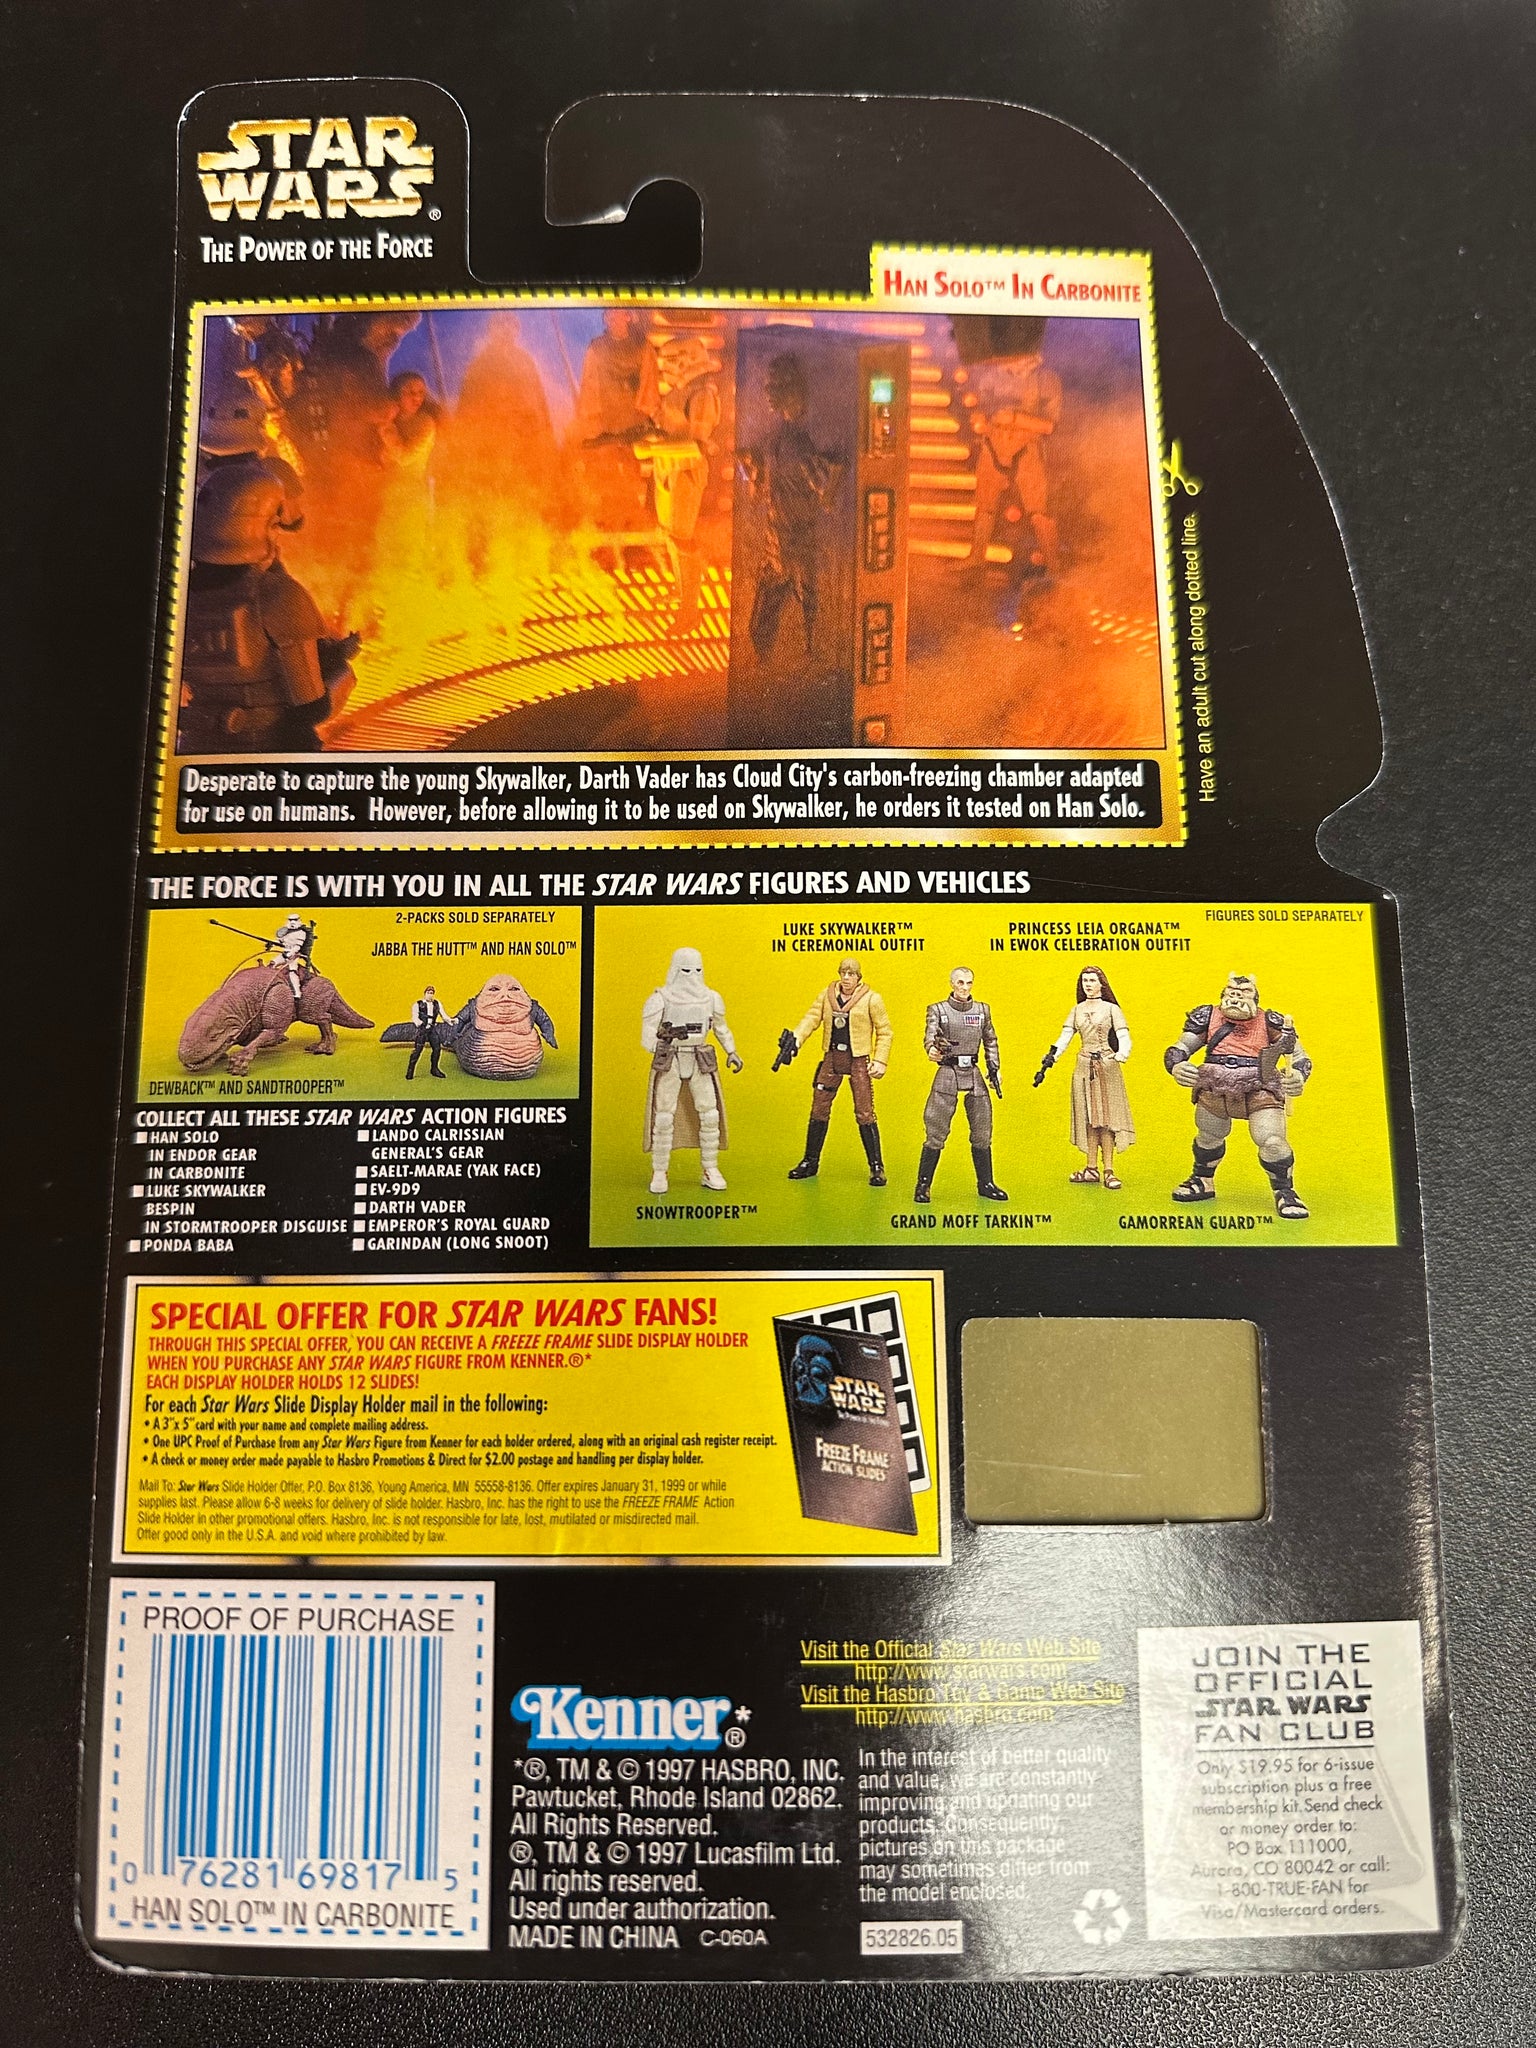 STAR
WARS®
THE POWER OF THE FORCE
HAN SOLO™ IN CARBONITE
Have an adult cut along dotted line.
Desperate to capture the young Skywalker, Darth Vader has Cloud City's carbon-freezing chamber adapted
for use on humans. However, before allowing it to be used on Skywalker, he orders it tested on Han Solo.
THE FORCE IS WITH YOU IN ALL THE STAR WARS FIGURES AND VEHICLES
2-PACKS SOLD SEPARATELY
JABBA THE HUTT™ AND HAN SOLO™
DEWBACK™ AND SANDTROOPER™
FIGURES SOLD SEPARATELY
LUKE SKYWALKER™
IN CEREMONIAL OUTFIT
PRINCESS LEIA ORGANA™
IN EWOK CELEBRATION OUTFIT
SNOWTROOPER™
GRAND MOFF TARKIN™
GAMORREAN GUARD™
COLLECT ALL THESE STAR WARS ACTION FIGURES
HAN SOLO
IN ENDOR GEAR
IN CARBONITE
LUKE SKYWALKER
BESPIN
IN STORMTROOPER DISGUISE
PONDA BABA
LANDO CALRISSIAN
GENERAL'S GEAR
SAELT-MARAE (YAK FACE)
EV-9D9
DARTH VADER
EMPEROR'S ROYAL GUARD
GARINDAN (LONG SNOOT)
SPECIAL OFFER FOR STAR WARS FANS!
THROUGH THIS SPECIAL OFFER, YOU CAN RECEIVE A FREEZE FRAME SLIDE DISPLAY HOLDER
WHEN YOU PURCHASE ANY STAR WARS FIGURE FROM KENNER.®*
EACH DISPLAY HOLDER HOLDS 12 SLIDES!
For each Star Wars Slide Display Holder mail in the following:
• A 3"x 5" card with your name and complete mailing address.
• One UPC Proof of Purchase from any Star Wars Figure from Kenner for each holder ordered, along with an original cash register receipt.
• A check or money order made payable to Hasbro Promotions & Direct for $2.00 postage and handling per display holder.
Mail To: Star Wars Slide Holder Offer, P.O. Box 8136, Young America, MN 55558-8136. Offer expires January 31, 1999 or while
supplies last. Please allow 6-8 weeks for delivery of slide holder. Hasbro, Inc. has the right to use the FREEZE FRAME Action
Slide Holder in other promotional offers. Hasbro, Inc. is not responsible for late, lost, mutilated or misdirected mail.
Offer good only in the U.S.A. and void where prohibited by law.
STAR
WARS
FREEZE FRAME
ACTION SLIDES
PROOF OF PURCHASE
0 76281 69817 5
HAN SOLO™ IN CARBONITE
Kenner®*
*®, TM & © 1997 HASBRO, INC.
Pawtucket, Rhode Island 02862.
All Rights Reserved.
®, TM & © 1997 Lucasfilm Ltd.
All rights reserved.
Used under authorization.
MADE IN CHINA C-060A
Visit the Official Star Wars Web Site
http://www.starwars.com
Visit the Hasbro Toy & Game Web Site
http://www.hasbro.com
In the interest of better quality
and value, we are constantly
improving and updating our
products. Consequently,
pictures on this package
may sometimes differ from
the model enclosed.
532826.05
JOIN THE
OFFICIAL
STAR WARS
FAN CLUB
Only $19.95 for 6-issue
subscription plus a free
membership kit. Send check
or money order to:
PO Box 111000,
Aurora, CO 80042 or call:
1-800-TRUE-FAN for
Visa/Mastercard orders.